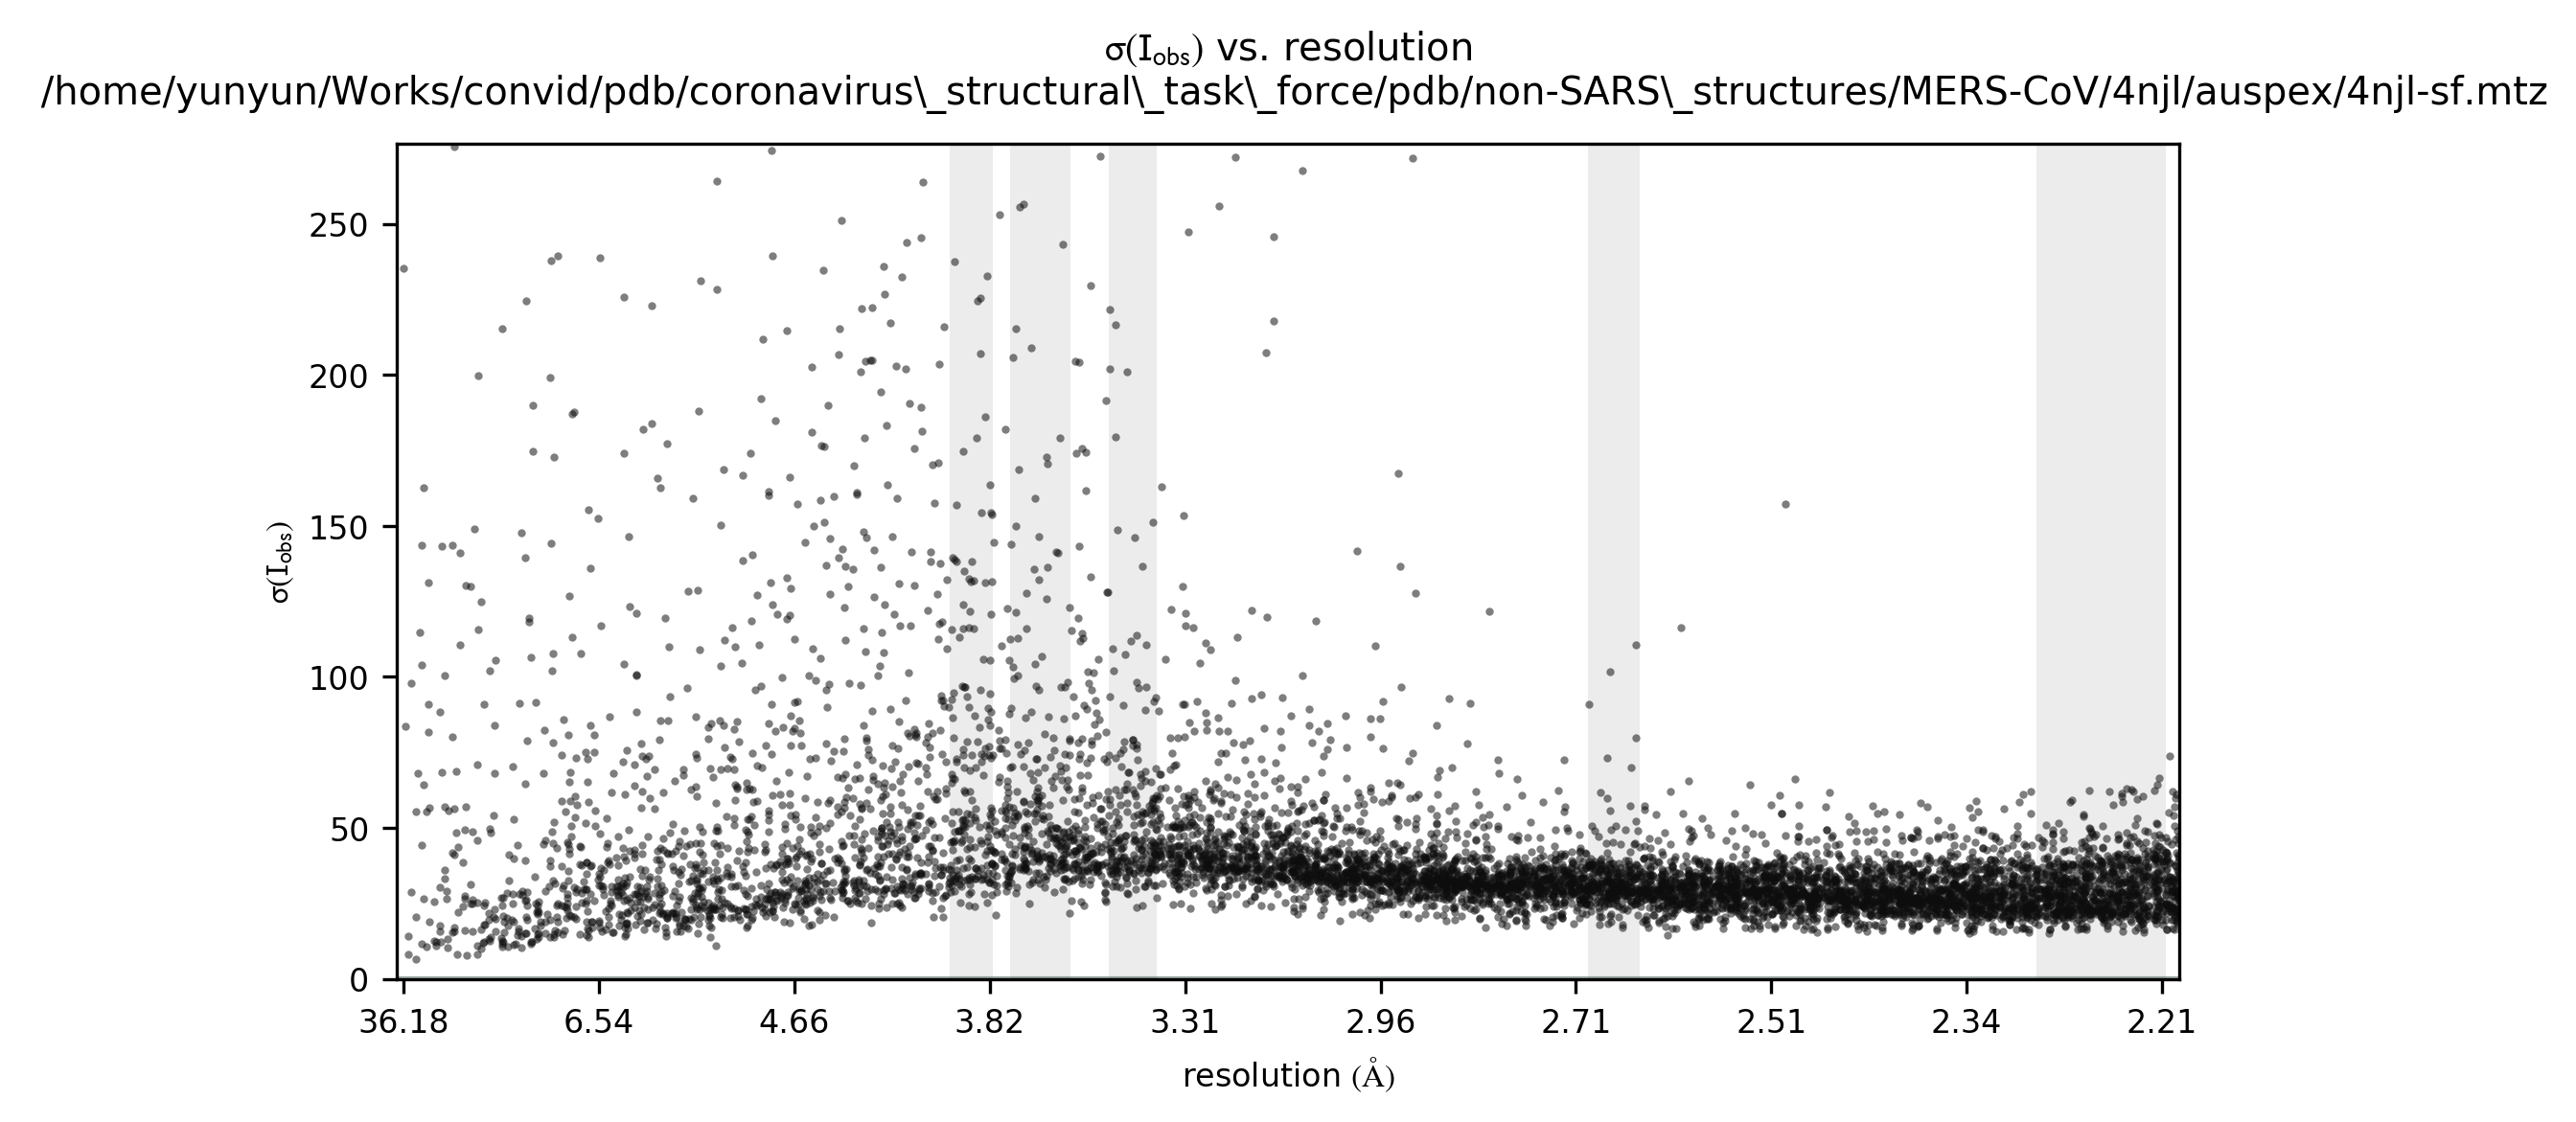 σ(Iobs) vs. resolution
/home/yunyun/Works/convid/pdb/coronavirus\_structural\_task\_force/pdb/non-SARS\_structures/MERS-CoV/4njl/auspex/4njl-sf.mtz
250
200
150
100
50
0
σ(Iobs)
36.18 6.54 4.66 3.82 3.31 2.96 2.71 2.51 2.34 2.21
resolution (Å)